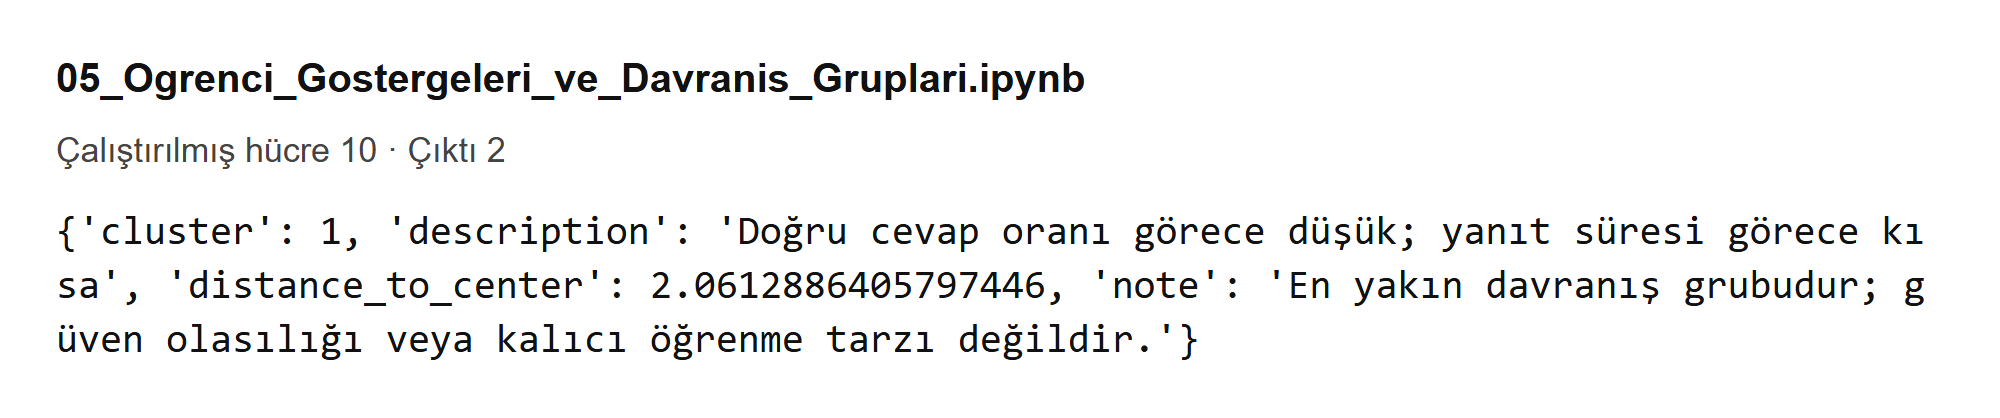 05_Ogrenci_Gostergeleri_ve_Davranis_Gruplari.ipynb
Çalıştırılmış hücre 10 · Çıktı 2
{'cluster': 1, 'description': 'Doğru cevap oranı görece düşük; yanıt süresi görece kı
sa', 'distance_to_center': 2.0612886405797446, 'note': 'En yakın davranış grubudur; g
üven olasılığı veya kalıcı öğrenme tarzı değildir.'}